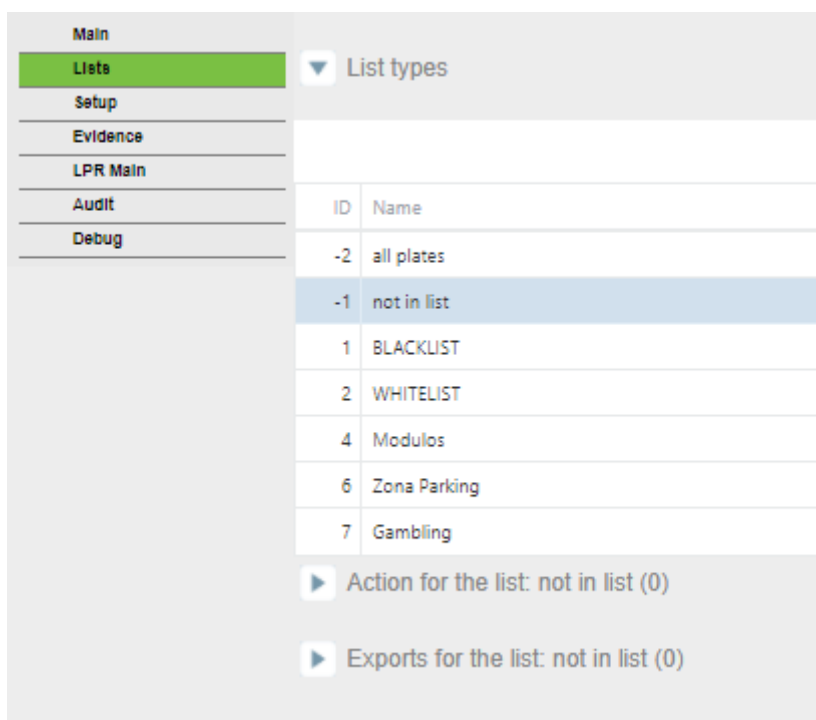 Main
Lists
Setup
Evidence
LPR Main
Audit
Debug
List types
ID Name
-2 all plates
-1 not in list
1 BLACKLIST
2 WHITELIST
4 Modulos
6 Zona Parking
7 Gambling
Action for the list: not in list (0)
Exports for the list: not in list (0)